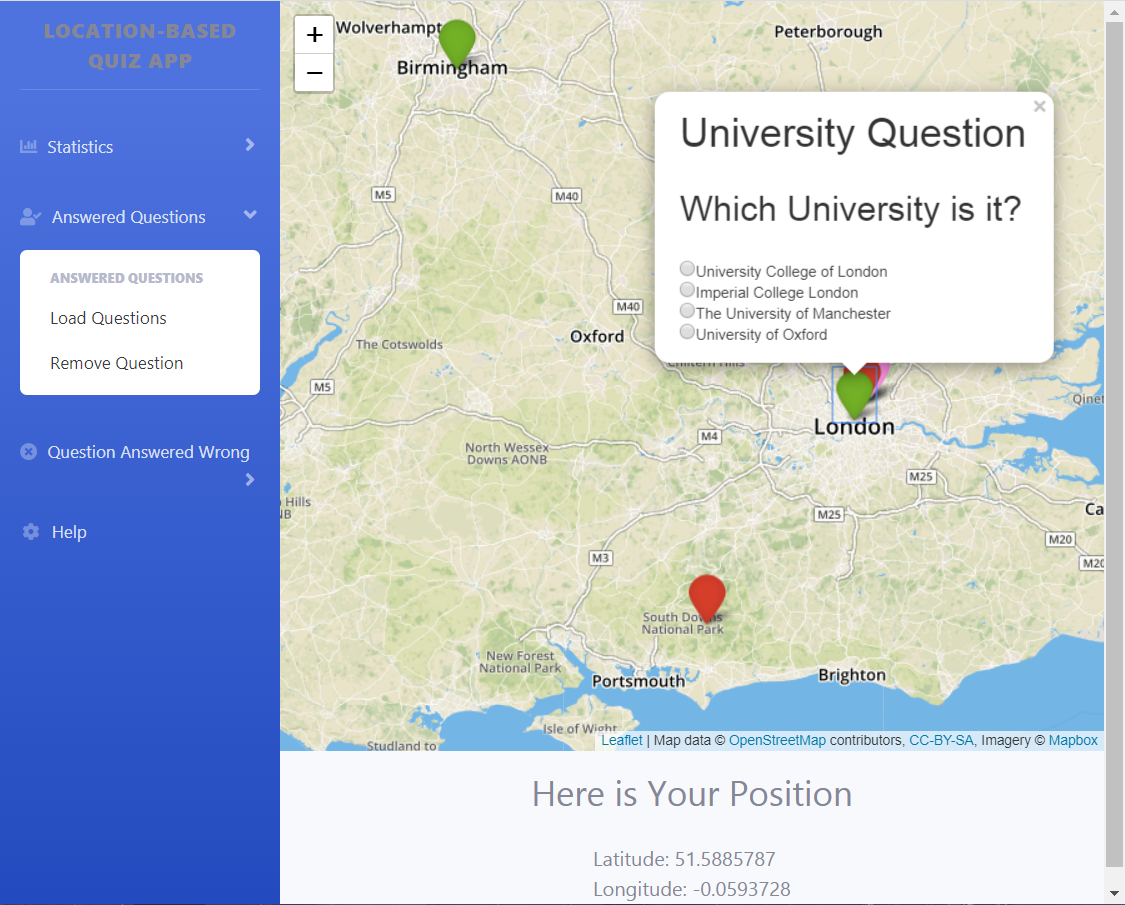 LOCATION-BASED
QUIZ APP
Statistics
Answered Questions
ANSWERED QUESTIONS
Load Questions
Remove Question
Question Answered Wrong
Help
+
−
Wolverhampt
Birmingham
Peterborough
M5
M40
×
University Question
Which University is it?
University College of London
Imperial College London
The University of Manchester
University of Oxford
M40
Oxford
The Cotswolds
Chiltern Hills
M5
Qinet
London
M4
North Wessex
Downs AONB
M25
Hills
NB
M25
Ca
M20
M3
M20
South Downs
National Park
New Forest
National Park
Portsmouth
Brighton
Isle of Wight
Studland to
Leaflet | Map data © OpenStreetMap contributors, CC-BY-SA, Imagery © Mapbox
Here is Your Position
Latitude: 51.5885787
Longitude: -0.0593728